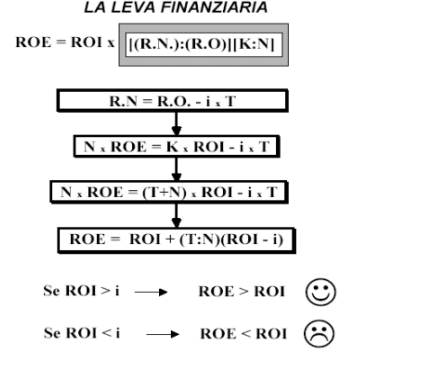 LA LEVA FINANZIARIA
ROE = ROI x [(R.N.):(R.O)][K:N]
R.N = R.O. - i x T
N x ROE = K x ROI - i x T
N x ROE = (T+N) x ROI - i x T
ROE = ROI + (T:N)(ROI - i)
Se ROI > i → ROE > ROI
Se ROI < i → ROE < ROI